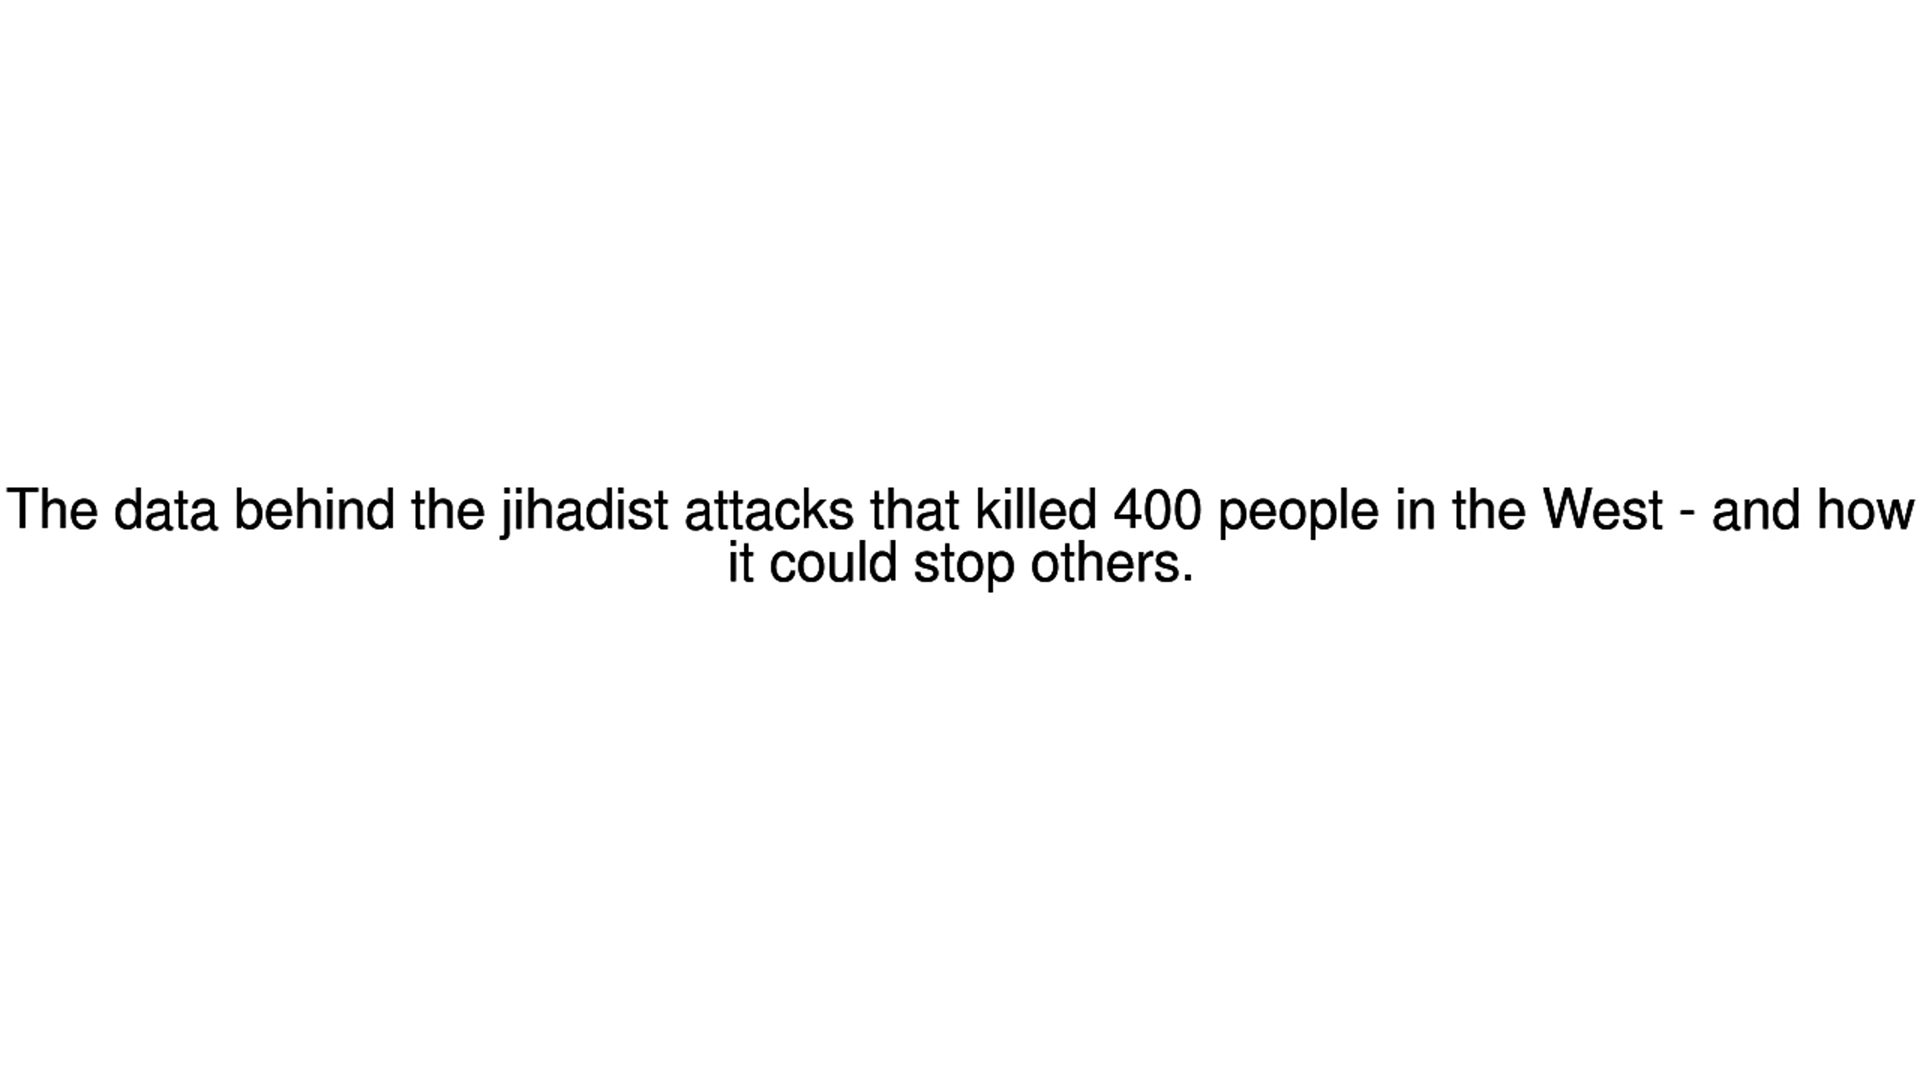 The data behind the jihadist attacks that killed 400 people in the West - and how
it could stop others.